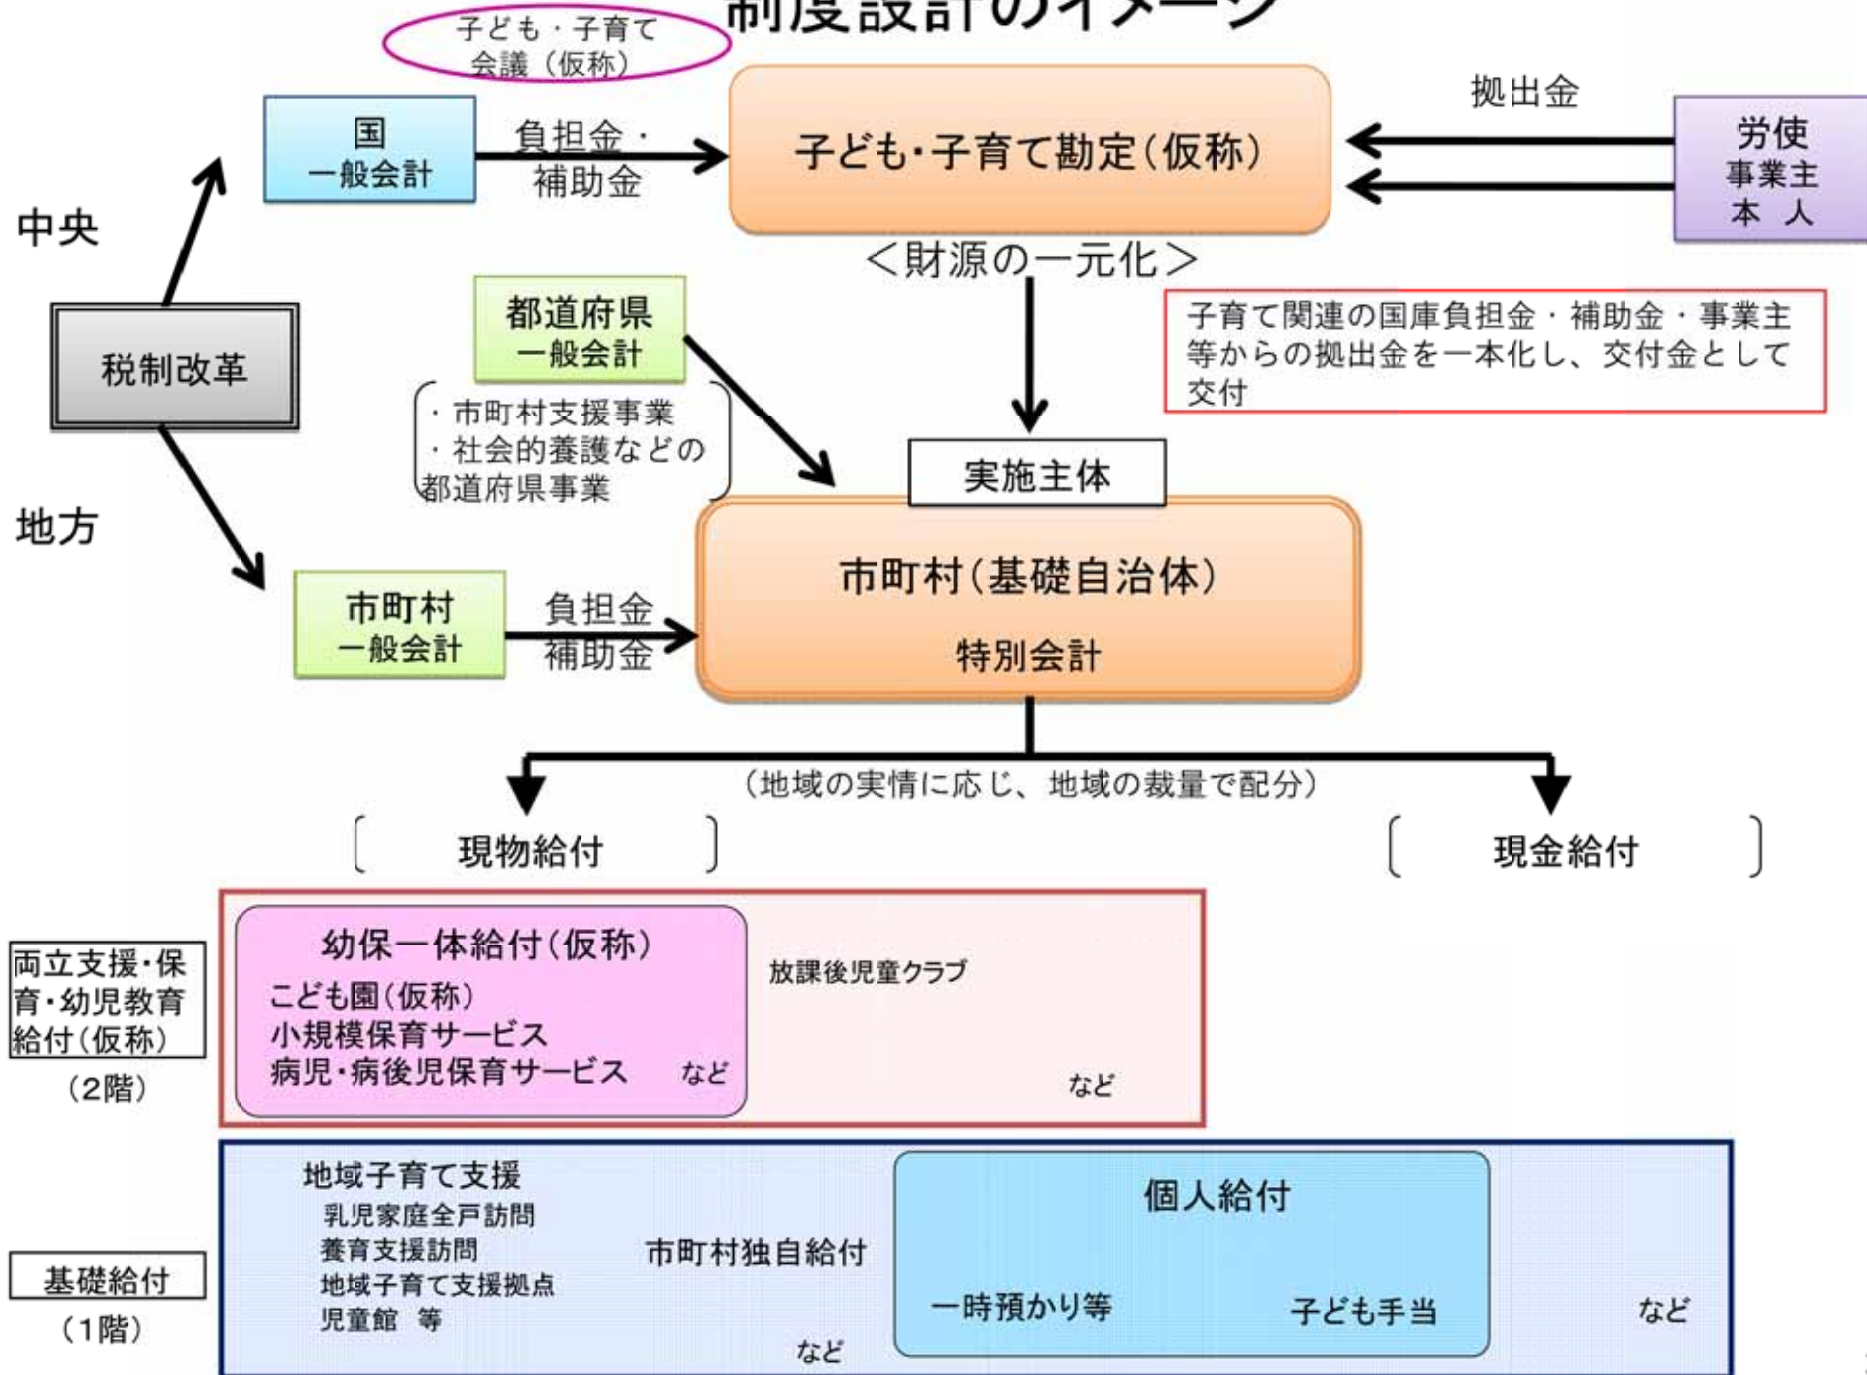 制度設計のイメージ
子ども・子育て
会議（仮称）
国
一般会計
負担金・
補助金
子ども・子育て勘定（仮称）
拠出金
労使
事業主
本　人
中央
＜財源の一元化＞
都道府県
一般会計
・市町村支援事業
・社会的養護などの
都道府県事業
子育て関連の国庫負担金・補助金・事業主
等からの拠出金を一本化し、交付金として
交付
税制改革
実施主体
地方
市町村（基礎自治体）
特別会計
市町村
一般会計
負担金
補助金
（地域の実情に応じ、地域の裁量で配分）
現物給付
現金給付
両立支援・保
育・幼児教育
給付（仮称）
（2階）
幼保一体給付（仮称）
こども園（仮称）
小規模保育サービス
病児・病後児保育サービス　など
放課後児童クラブ
など
基礎給付
（1階）
地域子育て支援
乳児家庭全戸訪問
養育支援訪問
地域子育て支援拠点
児童館　等
市町村独自給付
など
個人給付
一時預かり等
子ども手当
など